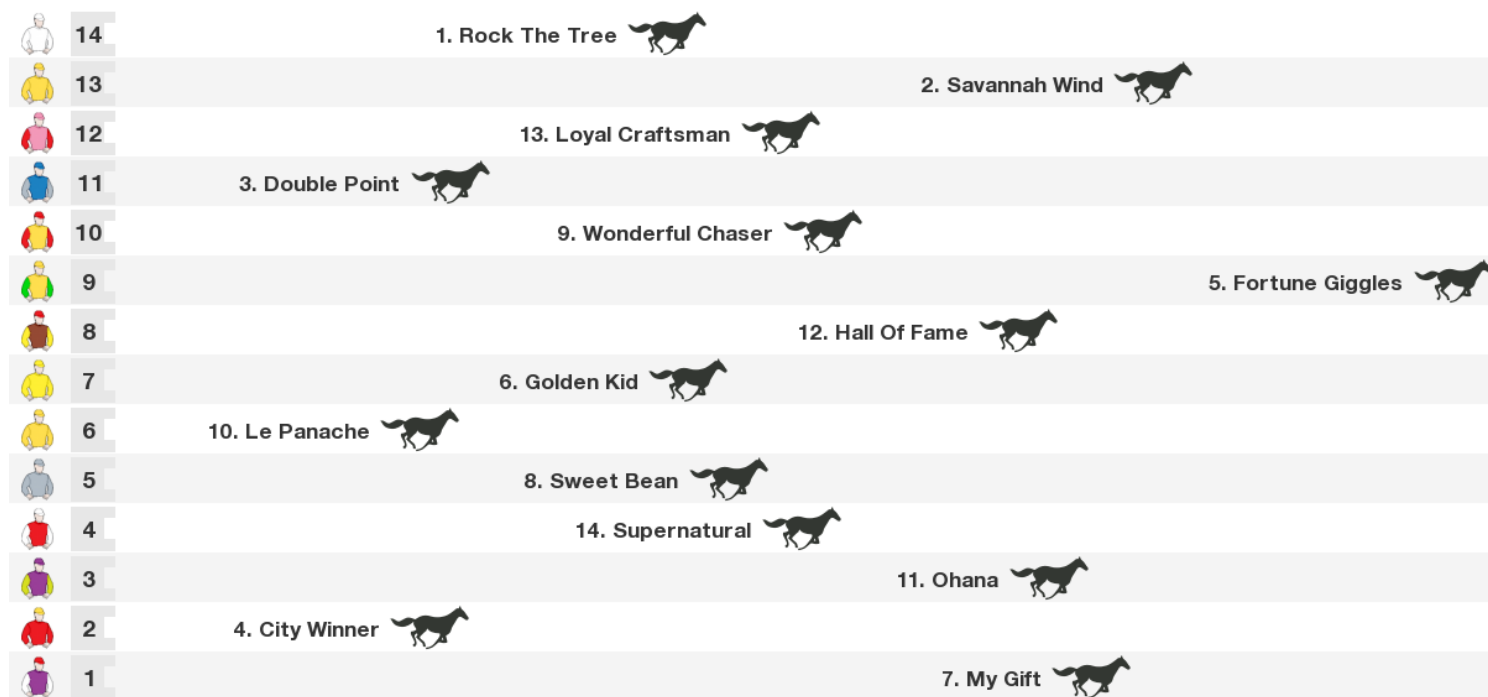 14 1. Rock The Tree
13 2. Savannah Wind
12 13. Loyal Craftsman
11 3. Double Point
10 9. Wonderful Chaser
9 5. Fortune Giggles
8 12. Hall Of Fame
7 6. Golden Kid
6 10. Le Panache
5 8. Sweet Bean
4 14. Supernatural
3 11. Ohana
2 4. City Winner
1 7. My Gift